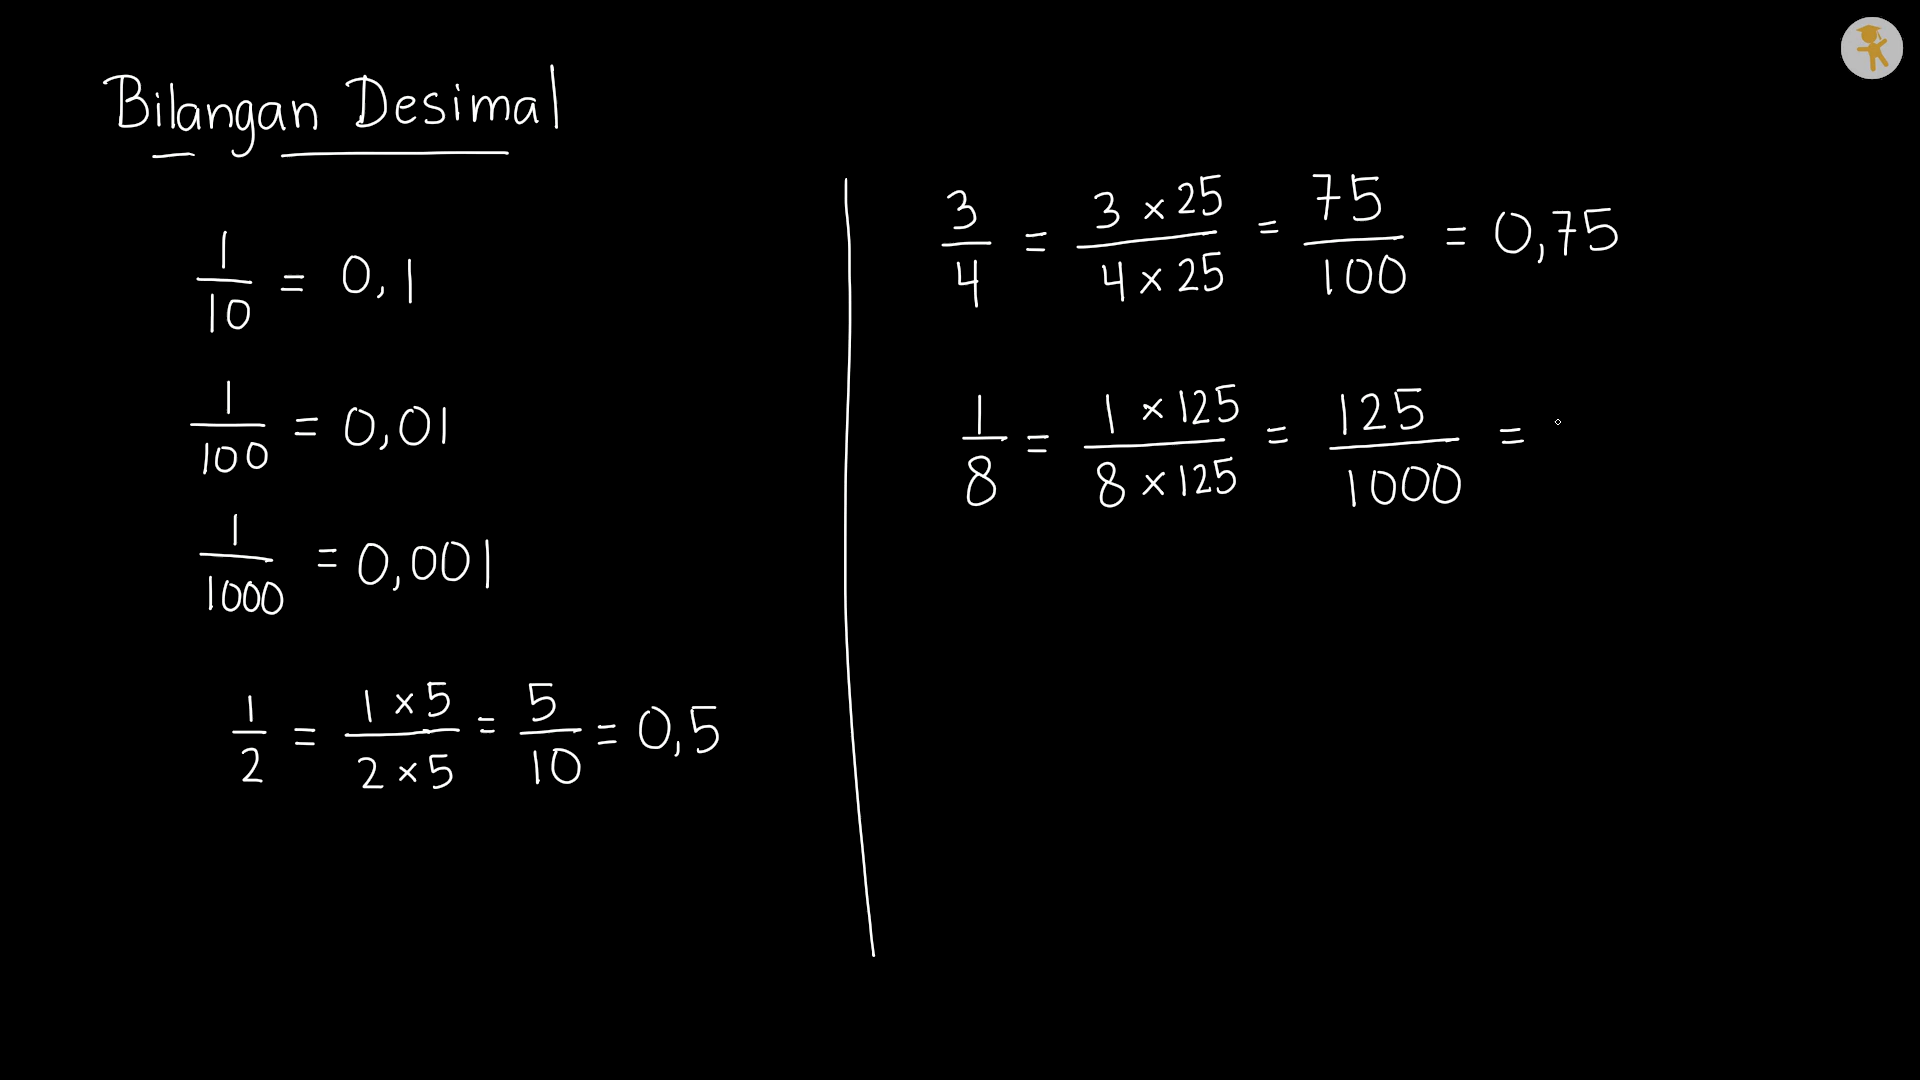 Bilangan Desimal
1/10 = 0,1
1/100 = 0,01
1/1000 = 0,001
1/2 = 1 x 5 / 2 x 5 = 5/10 = 0,5
3/4 = 3 x 25 / 4 x 25 = 75/100 = 0,75
1/8 = 1 x 125 / 8 x 125 = 125/1000 =